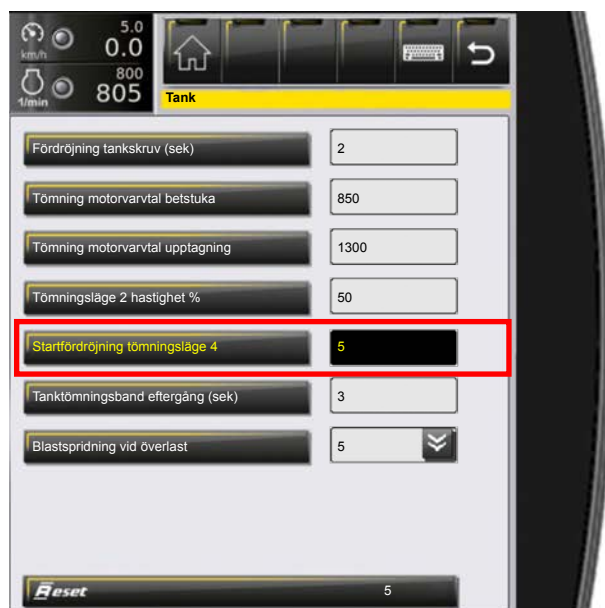 5.0
km/h 0.0
800
1/min 805
Tank
Fördröjning tankskruv (sek) 2
Tömning motorvarvtal betstuka 850
Tömning motorvarvtal upptagning 1300
Tömningsläge 2 hastighet % 50
Startfördröjning tömningsläge 4 5
Tanktömningsband eftergång (sek) 3
Blastspridning vid överlast 5
Reset 5